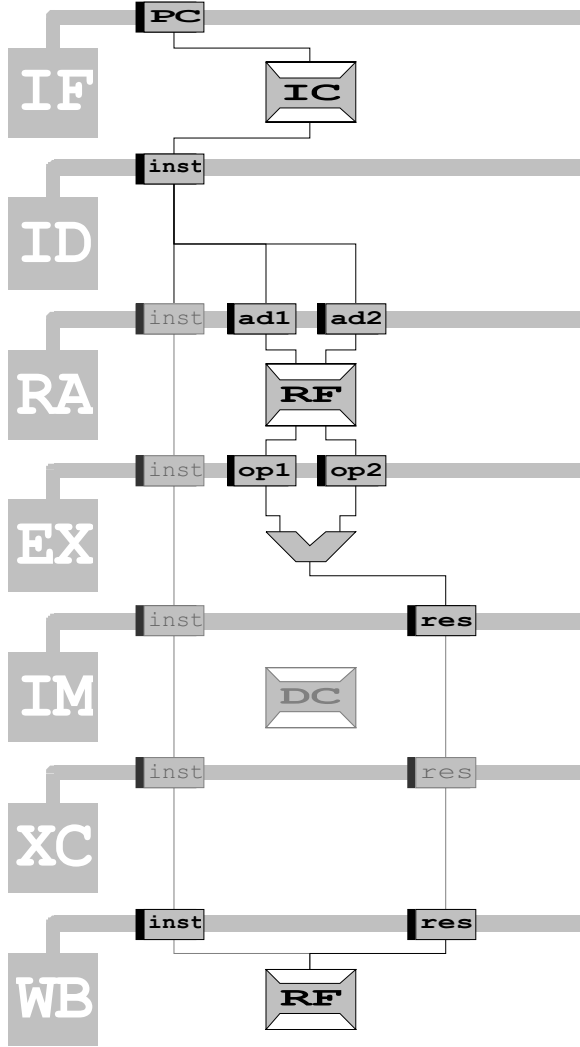 PC
IF
IC
inst
ID
inst ad1 ad2
RA
RF
inst op1 op2
EX
inst res
IM
DC
inst res
XC
inst res
WB
RF